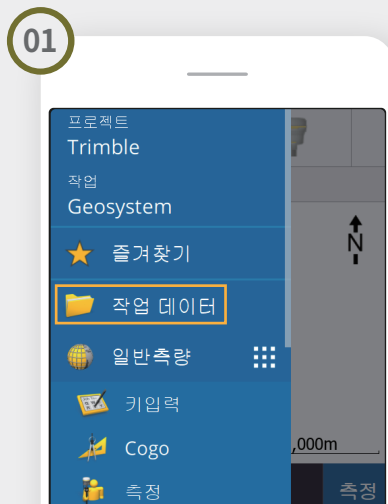 01
프로젝트
Trimble
작업
Geosystem
즐겨찾기
작업 데이터
일반측량
키입력
Cogo
측정
N
,000m
측정